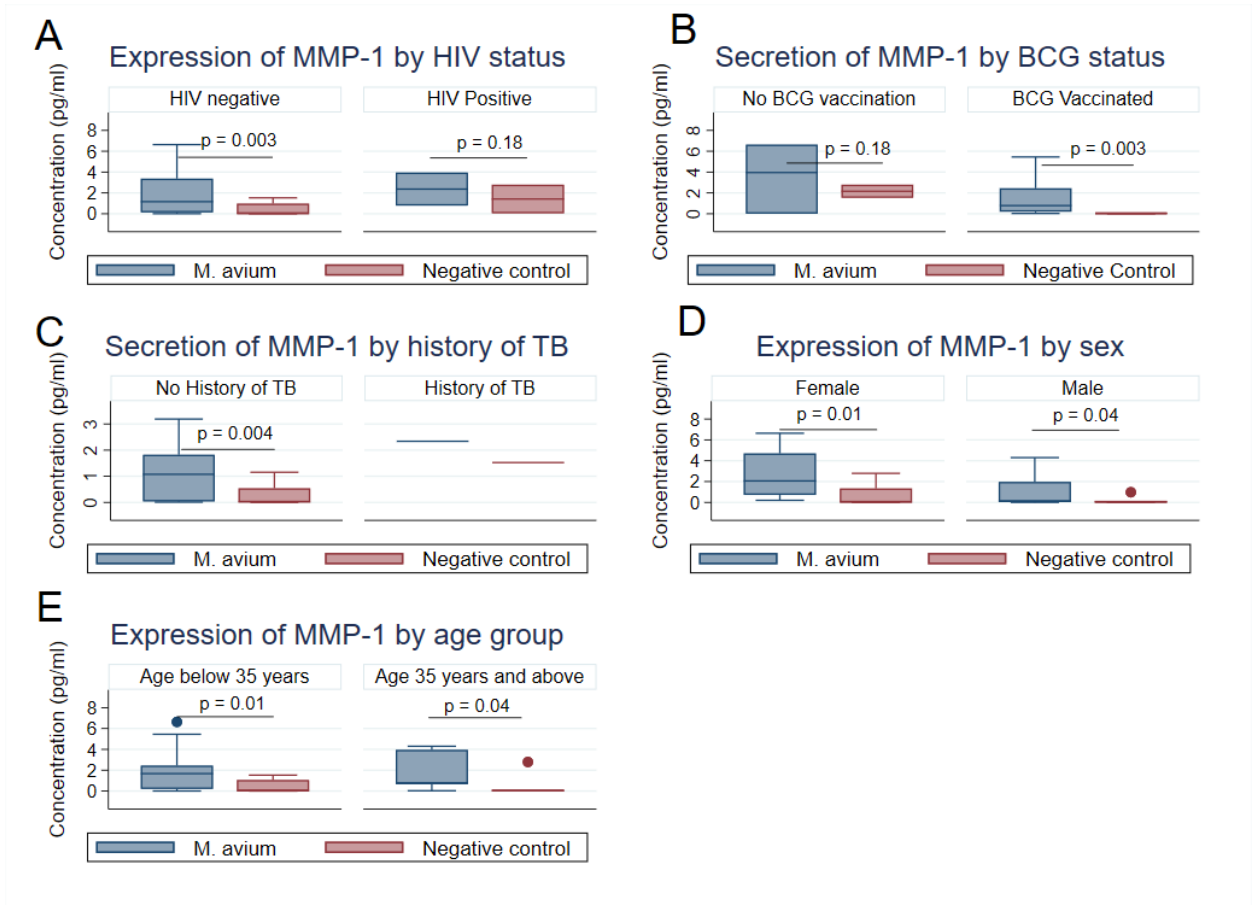 A
Expression of MMP-1 by HIV status
Concentration (pg/ml)
HIV negative
HIV Positive
8
6
4
2
0
p = 0.003
p = 0.18
M. avium
Negative control
B
Secretion of MMP-1 by BCG status
Concentration (pg/ml)
No BCG vaccination
BCG Vaccinated
8
6
4
2
0
p = 0.18
p = 0.003
M. avium
Negative Control
C
Secretion of MMP-1 by history of TB
Concentration (pg/ml)
No History of TB
History of TB
3
2
1
0
p = 0.004
M. avium
Negative control
D
Expression of MMP-1 by sex
Concentration (pg/ml)
Female
Male
8
6
4
2
0
p = 0.01
p = 0.04
M. avium
Negative control
E
Expression of MMP-1 by age group
Concentration (pg/ml)
Age below 35 years
Age 35 years and above
8
6
4
2
0
p = 0.01
p = 0.04
M. avium
Negative control